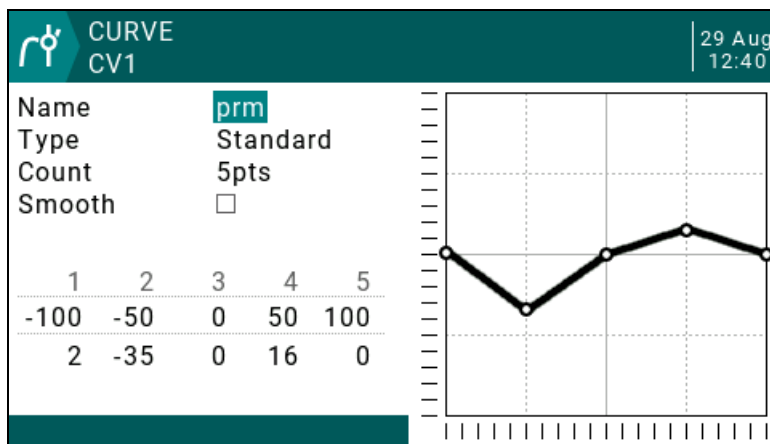 CURVE
CV1
29 Aug
12:40
Name prm
Type Standard
Count 5pts
Smooth
1 2 3 4 5
-100 -50 0 50 100
2 -35 0 16 0